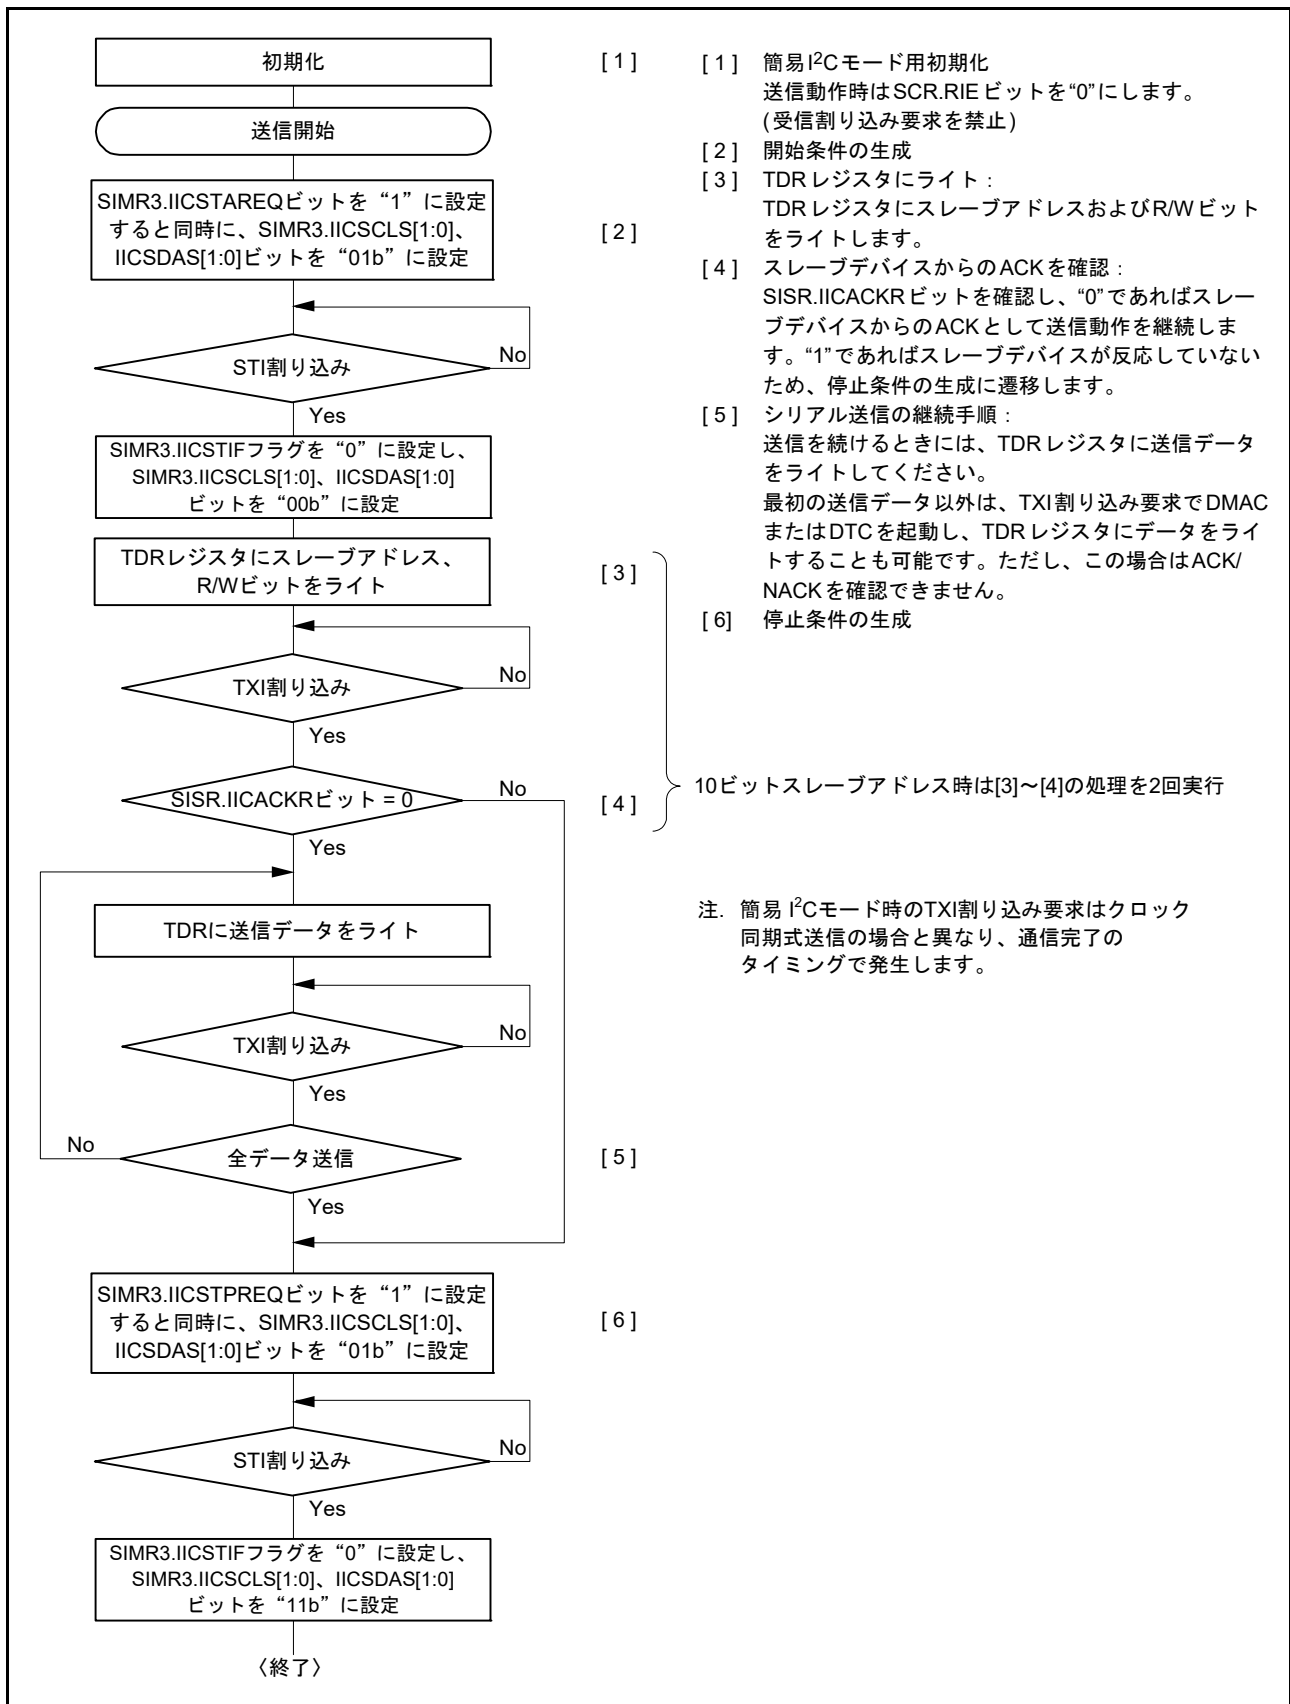 初期化
[ 1 ]
送信開始
SIMR3.IICSTAREQビットを“1”に設定
すると同時に、SIMR3.IICSCLS[1:0]、
IICSDAS[1:0]ビットを“01b”に設定
[ 2 ]
STI割り込み
No
Yes
SIMR3.IICSTIFフラグを“0”に設定し、
SIMR3.IICSCLS[1:0]、IICSDAS[1:0]
ビットを“00b”に設定
TDRレジスタにスレーブアドレス、
R/Wビットをライト
[ 3 ]
TXI割り込み
No
Yes
SISR.IICACKRビット = 0
No
[ 4 ]
Yes
TDRに送信データをライト
TXI割り込み
No
Yes
No
全データ送信
[ 5 ]
Yes
SIMR3.IICSTPREQビットを“1”に設定
すると同時に、SIMR3.IICSCLS[1:0]、
IICSDAS[1:0]ビットを“01b”に設定
[ 6 ]
STI割り込み
No
Yes
SIMR3.IICSTIFフラグを“0”に設定し、
SIMR3.IICSCLS[1:0]、IICSDAS[1:0]
ビットを“11b”に設定
〈終了〉
[ 1 ] 簡易I2Cモード用初期化
送信動作時はSCR.RIEビットを“0”にします。
(受信割り込み要求を禁止)
[ 2 ] 開始条件の生成
[ 3 ] TDRレジスタにライト：
TDRレジスタにスレーブアドレスおよびR/Wビット
をライトします。
[ 4 ] スレーブデバイスからのACKを確認：
SISR.IICACKRビットを確認し、“0”であればスレー
ブデバイスからのACKとして送信動作を継続しま
す。“1”であればスレーブデバイスが反応していない
ため、停止条件の生成に遷移します。
[ 5 ] シリアル送信の継続手順：
送信を続けるときには、TDRレジスタに送信データ
をライトしてください。
最初の送信データ以外は、TXI割り込み要求でDMAC
またはDTCを起動し、TDRレジスタにデータをライ
トすることも可能です。ただし、この場合はACK/
NACKを確認できません。
[ 6] 停止条件の生成
10ビットスレーブアドレス時は[3]～[4]の処理を2回実行
注. 簡易 I2Cモード時のTXI割り込み要求はクロック
同期式送信の場合と異なり、通信完了の
タイミングで発生します。